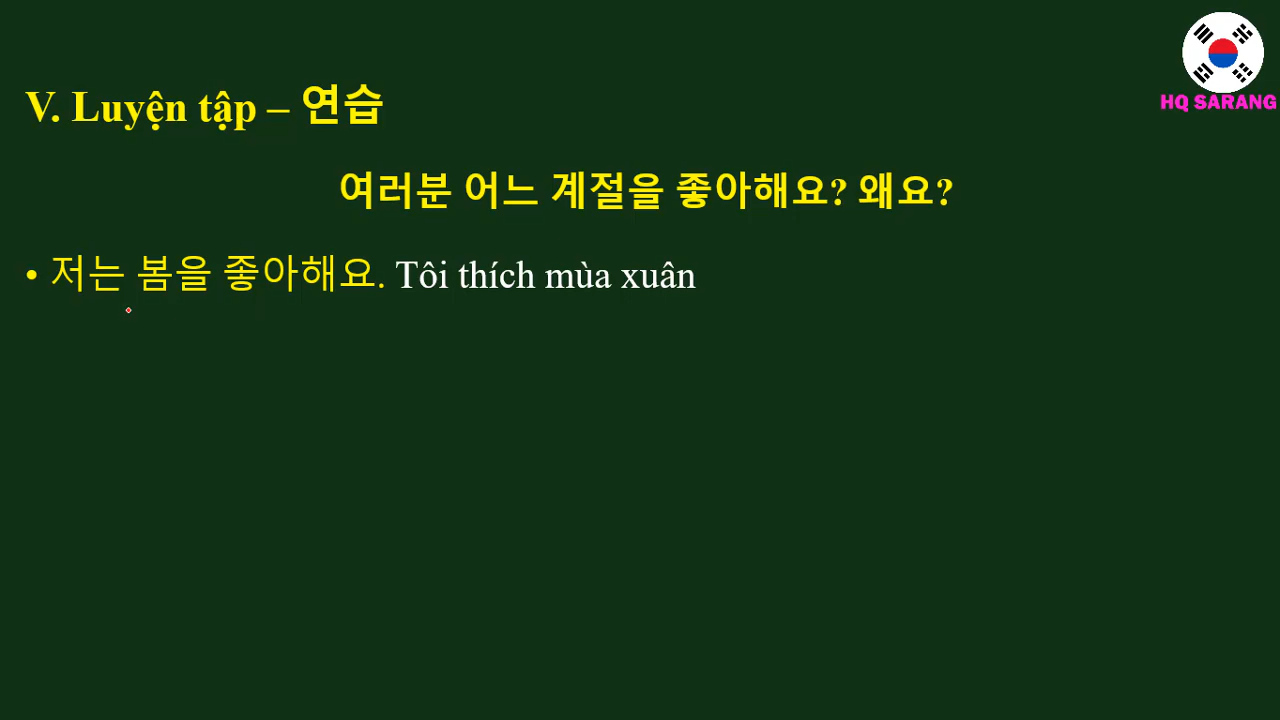 HQ SARANG
V. Luyện tập – 연습
여러분 어느 계절을 좋아해요? 왜요?
• 저는 봄을 좋아해요. Tôi thích mùa xuân